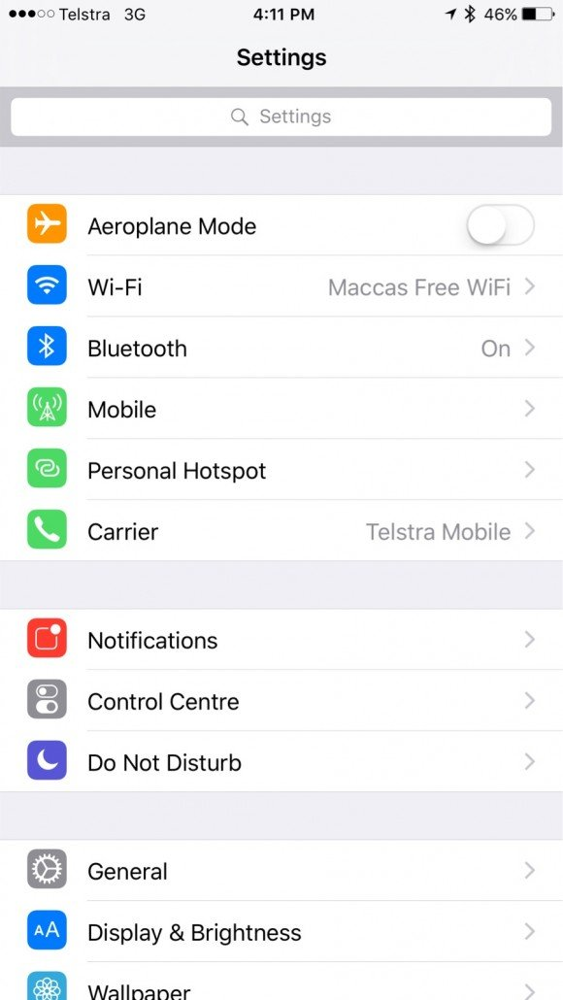 Telstra 3G 4:11 PM 46%
Settings
Settings
Aeroplane Mode
Wi-Fi Maccas Free WiFi
Bluetooth On
Mobile
Personal Hotspot
Carrier Telstra Mobile
Notifications
Control Centre
Do Not Disturb
General
AA Display & Brightness
Wallpaper